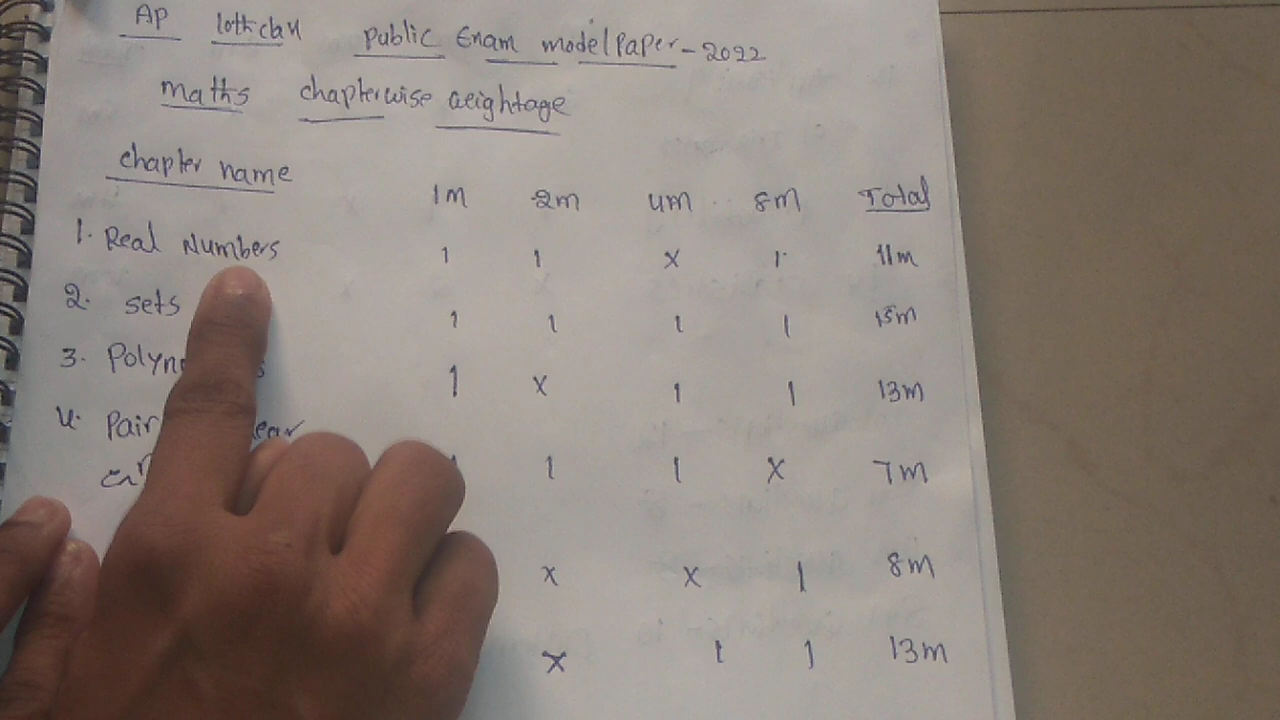 AP 10th class Public Exam model Paper-2022
maths chapterwise weightage
chapter name 1m 2m 4m 8m Total
1. Real Numbers 1 1 x 1 11m
2. sets 1 1 1 1 15m
3. 1 x 1 1 13m
4. Pair
1 1 x 7m
x x 1 8m
x 1 1 13m